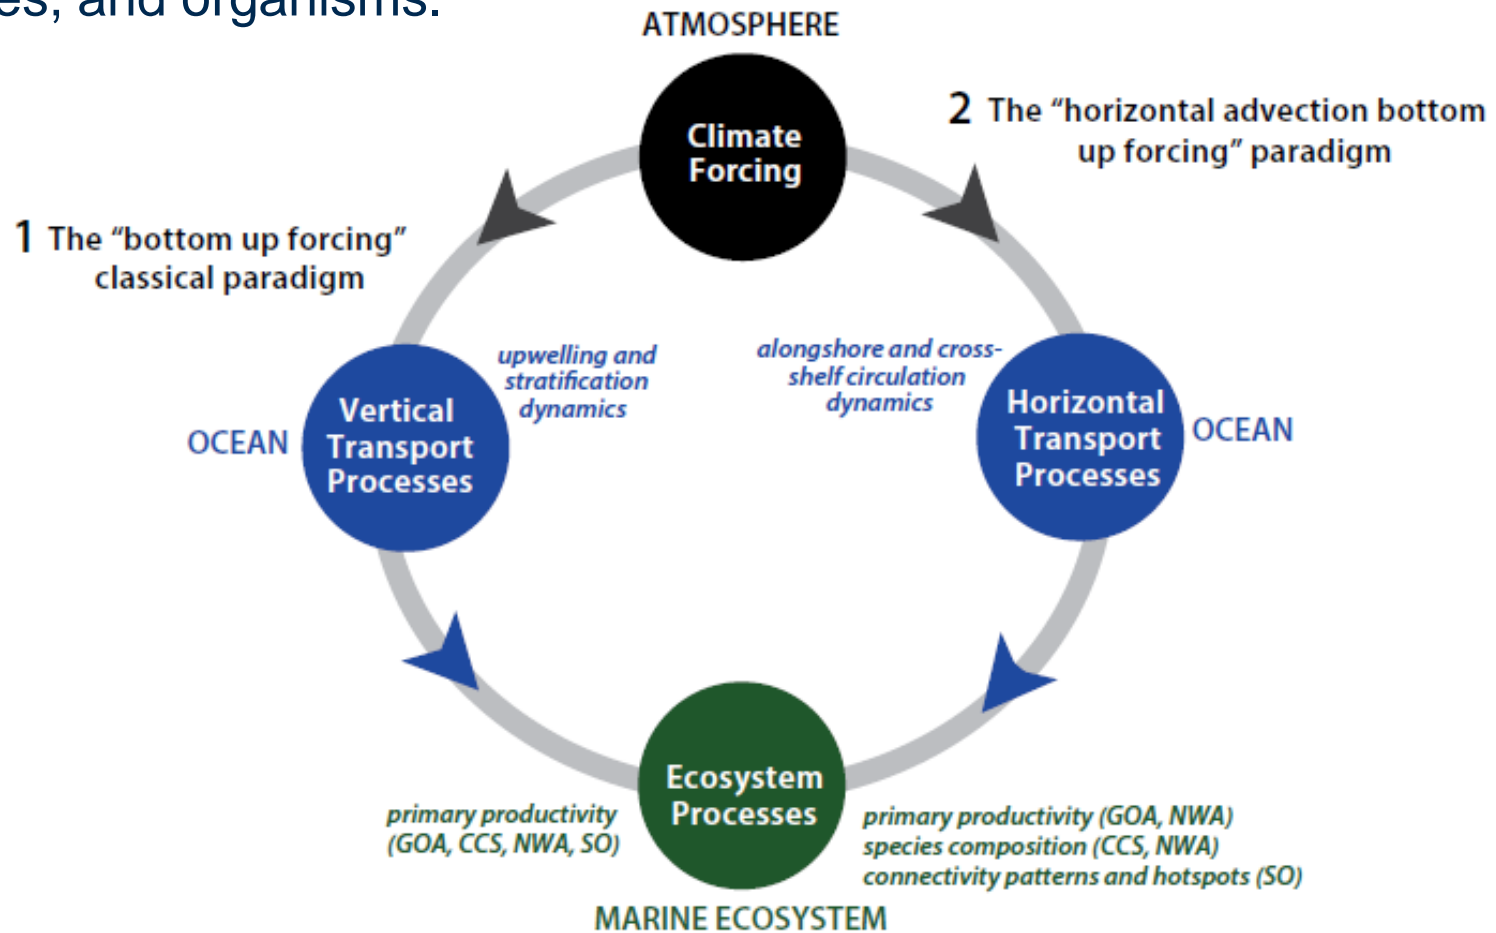 es, and organisms.
ATMOSPHERE
Climate
Forcing
2 The “horizontal advection bottom
up forcing” paradigm
1 The “bottom up forcing”
classical paradigm
upwelling and
stratification
dynamics
alongshore and cross-
shelf circulation
dynamics
OCEAN
Vertical
Transport
Processes
Horizontal
Transport
Processes
OCEAN
Ecosystem
Processes
primary productivity
(GOA, CCS, NWA, SO)
primary productivity (GOA, NWA)
species composition (CCS, NWA)
connectivity patterns and hotspots (SO)
MARINE ECOSYSTEM